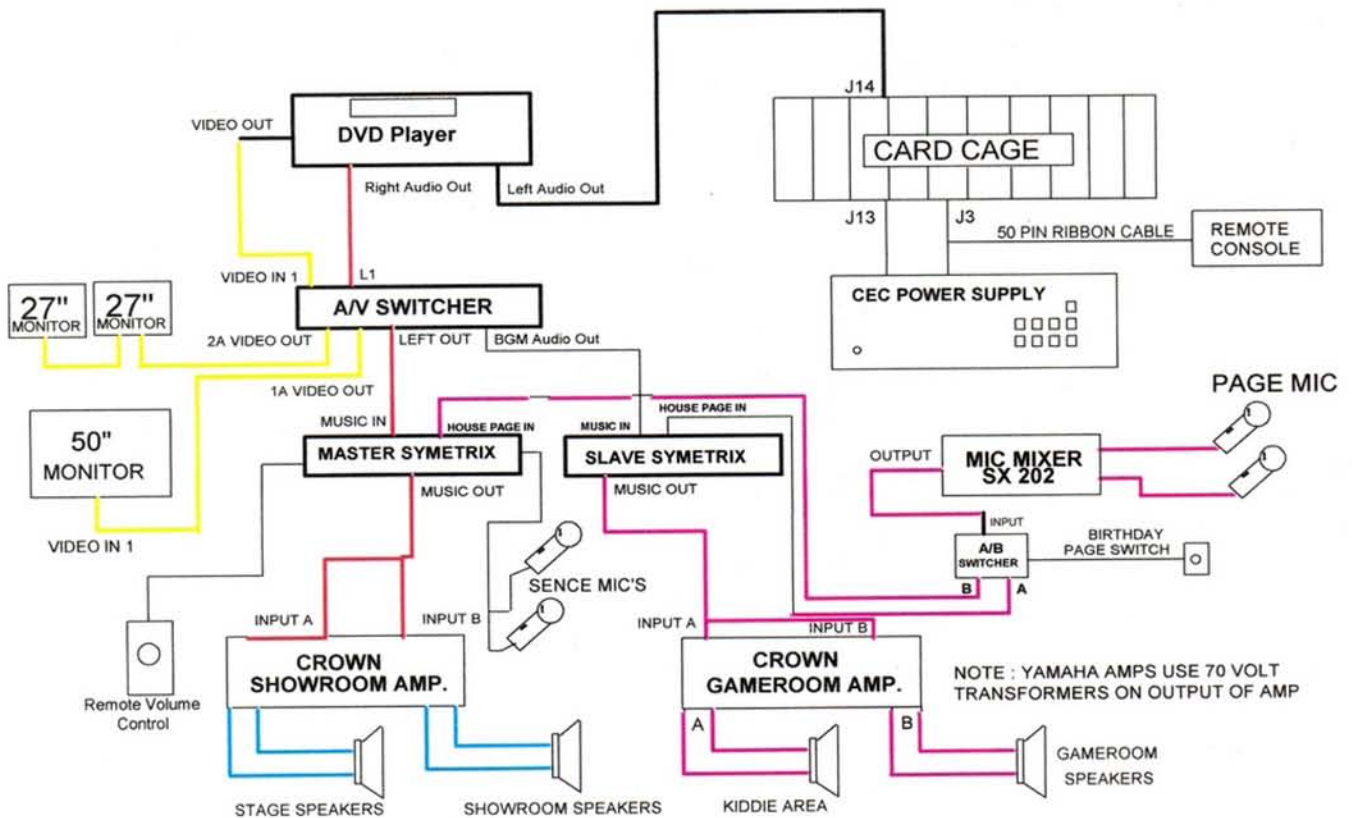 J14
VIDEO OUT
DVD Player
CARD CAGE
Right Audio Out
Left Audio Out
J13
J3
50 PIN RIBBON CABLE
REMOTE
CONSOLE
VIDEO IN 1
L1
A/V SWITCHER
CEC POWER SUPPLY
27"
MONITOR
27"
MONITOR
2A VIDEO OUT
LEFT OUT
BGM Audio Out
1A VIDEO OUT
PAGE MIC
MUSIC IN
HOUSE PAGE IN
MUSIC IN
HOUSE PAGE IN
50"
MONITOR
MASTER SYMETRIX
SLAVE SYMETRIX
OUTPUT
MIC MIXER
SX 202
MUSIC OUT
MUSIC OUT
VIDEO IN 1
INPUT
A/B
SWITCHER
BIRTHDAY
PAGE SWITCH
SENCE MIC'S
B
A
INPUT A
INPUT B
INPUT A
INPUT B
CROWN
SHOWROOM AMP.
CROWN
GAMEROOM AMP.
NOTE : YAMAHA AMPS USE 70 VOLT
TRANSFORMERS ON OUTPUT OF AMP
Remote Volume
Control
A
B
GAMEROOM
SPEAKERS
STAGE SPEAKERS
SHOWROOM SPEAKERS
KIDDIE AREA